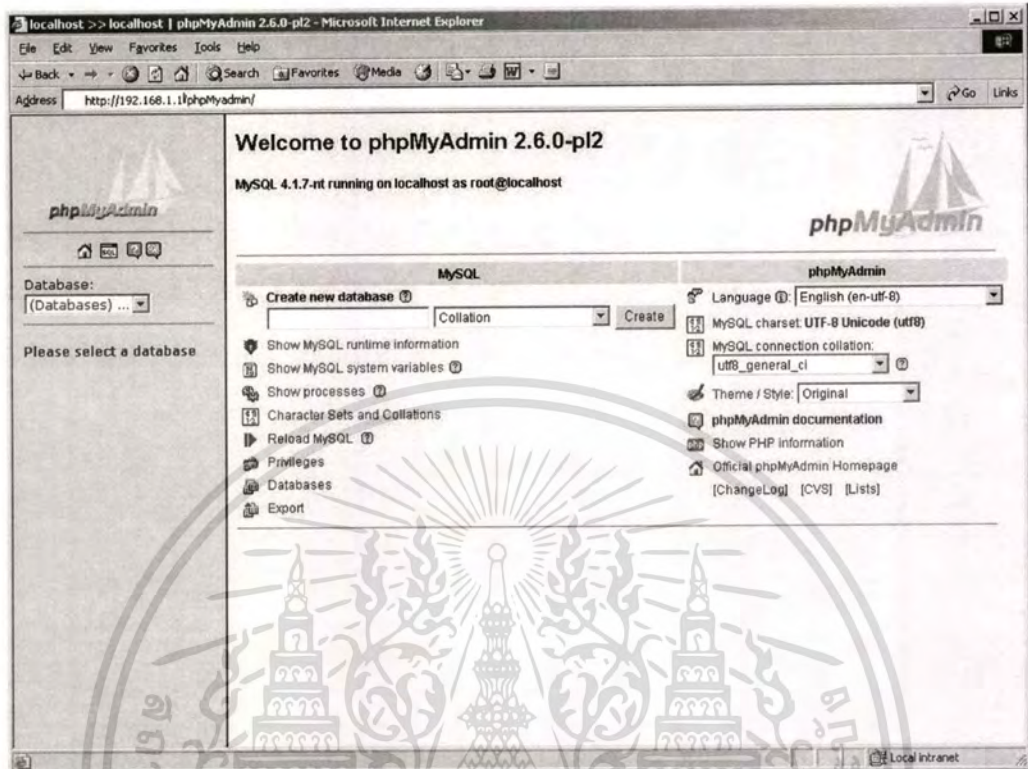 localhost >> localhost | phpMyAdmin 2.6.0-pl2 - Microsoft Internet Explorer
File Edit View Favorites Tools Help
Back Search Favorites Media
Address http://192.168.1.1/phpMyadmin/ Go Links
phpMyAdmin
Database:
(Databases) ...
Please select a database
Welcome to phpMyAdmin 2.6.0-pl2
MySQL 4.1.7-nt running on localhost as root@localhost
phpMyAdmin
MySQL
Create new database
Collation Create
Show MySQL runtime information
Show MySQL system variables
Show processes
Character Sets and Collations
Reload MySQL
Privileges
Databases
Export
phpMyAdmin
Language: English (en-utf-8)
MySQL charset: UTF-8 Unicode (utf8)
MySQL connection collation:
utf8_general_ci
Theme / Style: Original
phpMyAdmin documentation
Show PHP information
Official phpMyAdmin Homepage
[ChangeLog] [CVS] [Lists]
Local intranet